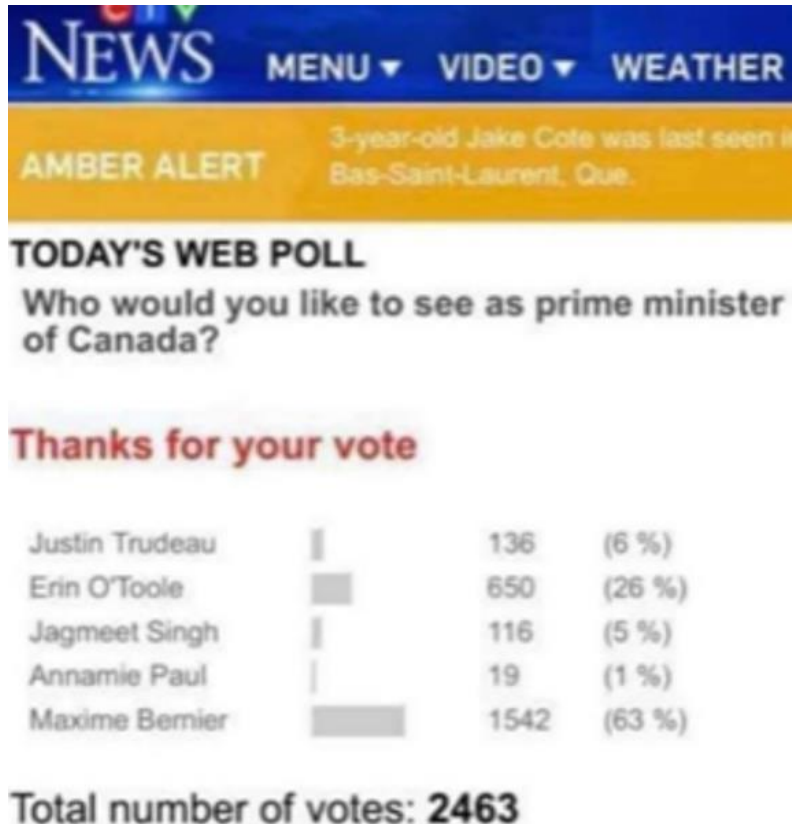 CTV
NEWS MENU VIDEO WEATHER
AMBER ALERT
3-year-old Jake Cote was last seen
Bas-Saint-Laurent, Que.
TODAY'S WEB POLL
Who would you like to see as prime minister
of Canada?
Thanks for your vote
Justin Trudeau 136 (6 %)
Erin O'Toole 650 (26 %)
Jagmeet Singh 116 (5 %)
Annamie Paul 19 (1 %)
Maxime Bernier 1542 (63 %)
Total number of votes: 2463